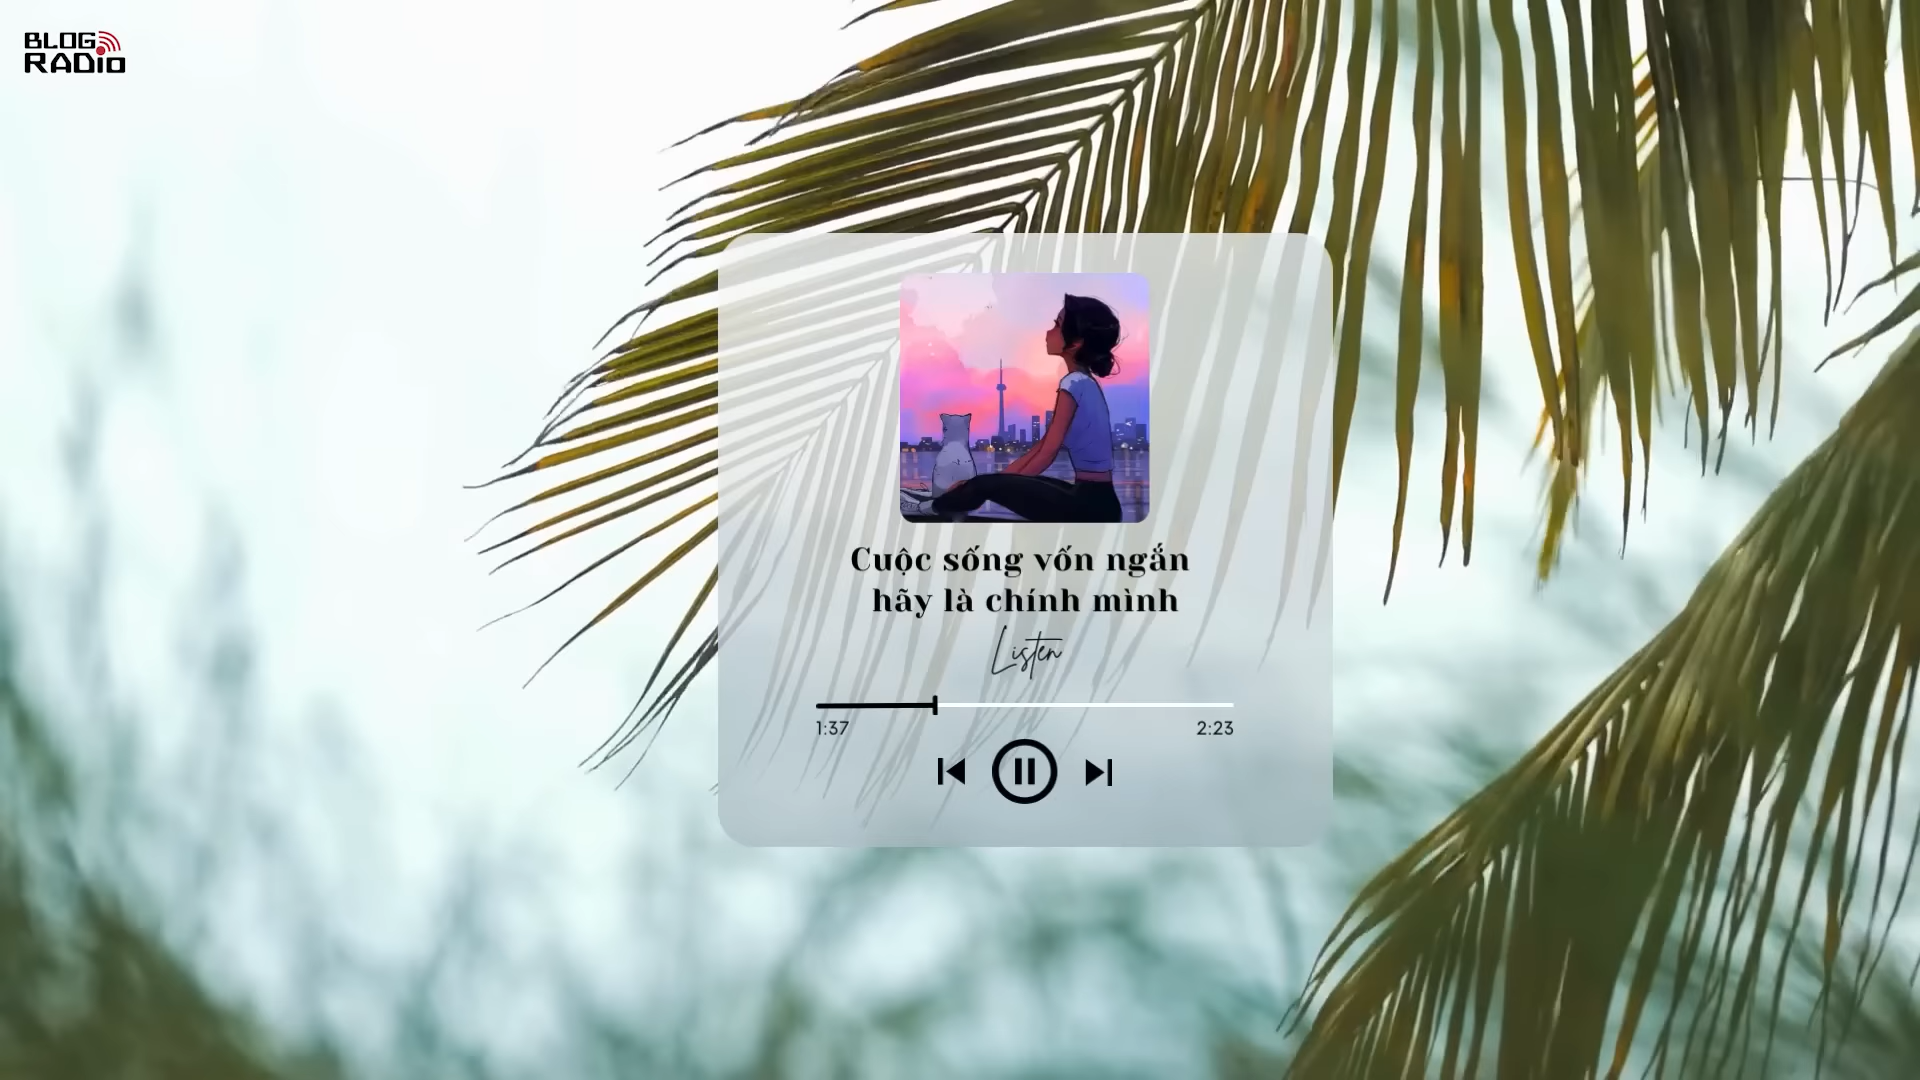 BLOG
RADIO
Cuộc sống vốn ngắn
hãy là chính mình
Listen
1:37
2:23